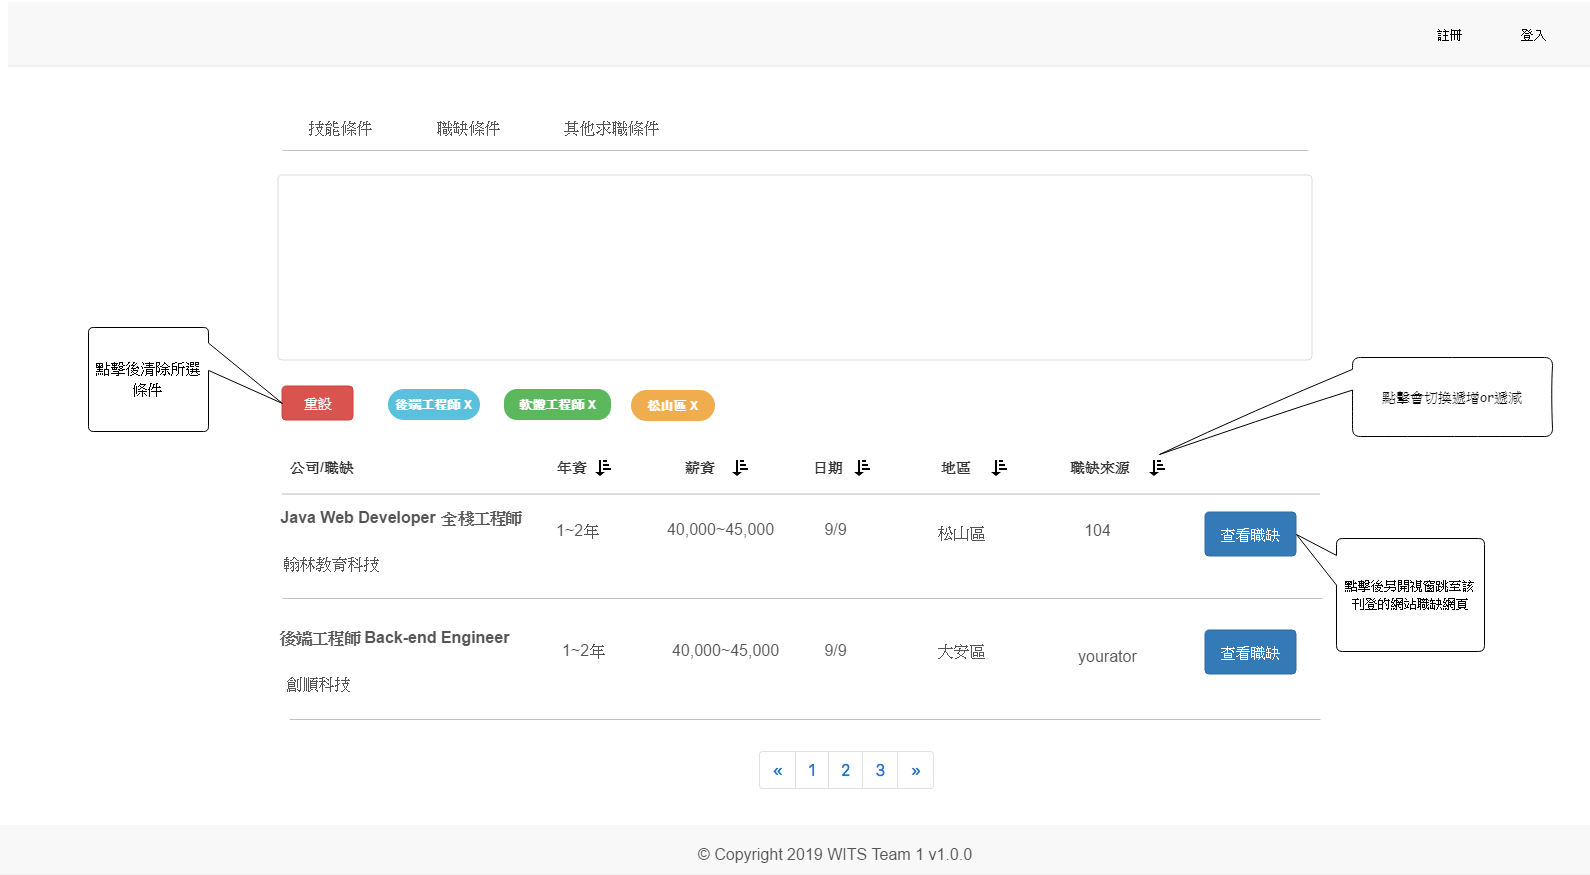 註冊 登入
技能條件 職缺條件 其他求職條件
點擊後清除所選
條件
重設 後端工程師 X 軟體工程師 X 松山區 X
點擊會切換遞增or遞減
公司/職缺 年資 薪資 日期 地區 職缺來源
Java Web Developer 全棧工程師
1~2年 40,000~45,000 9/9 松山區 104 查看職缺
翰林教育科技
點擊後另開視窗跳至該
刊登的網站職缺網頁
後端工程師 Back-end Engineer
1~2年 40,000~45,000 9/9 大安區 yourator 查看職缺
創順科技
« 1 2 3 »
© Copyright 2019 WITS Team 1 v1.0.0